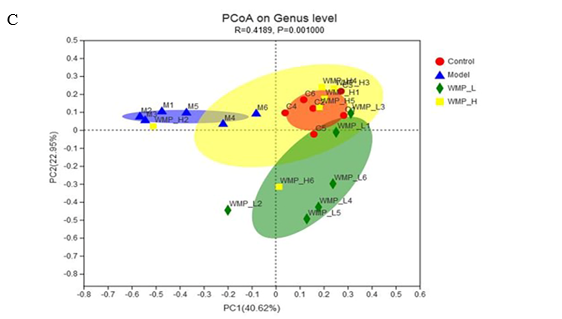 C
PCoA on Genus level
R=0.4189, P=0.001000
PC2(22.95%)
0.5
0.4
0.3
0.2
0.1
0
-0.1
-0.2
-0.3
-0.4
-0.5
-0.6
-0.7
-0.8
-0.8
-0.7
-0.6
-0.5
-0.4
-0.3
-0.2
-0.1
0
0.1
0.2
0.3
0.4
0.5
0.6
PC1(40.62%)
M2
M1
M5
M4
M6
WMP_H2
C4
C6
C5
WMP_H3
WMP_H1
WMP_H5
WMP_L3
WMP_L1
WMP_H6
WMP_L6
WMP_L2
WMP_L4
WMP_L5
Control
Model
WMP_L
WMP_H